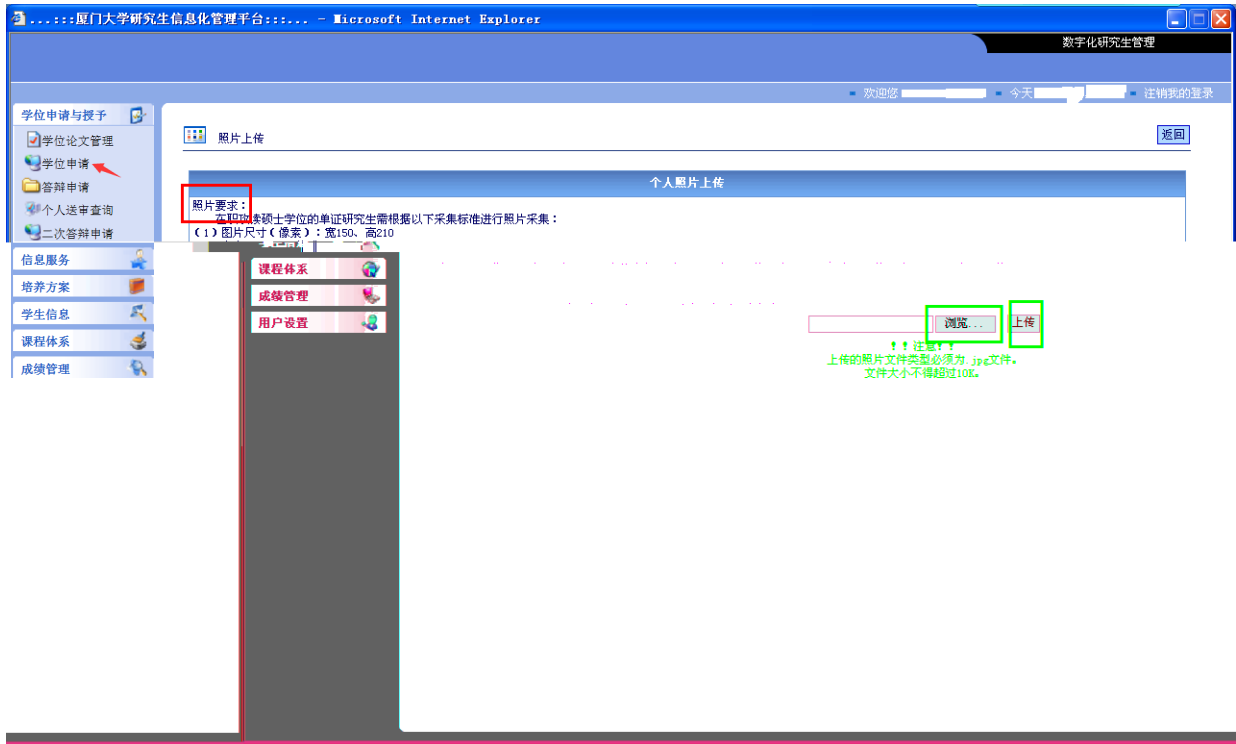 ...:::厦门大学研究生信息化管理平台:::... - Microsoft Internet Explorer
数字化研究生管理
欢迎您
今天
注销我的登录
学位申请与授予
学位论文管理
学位申请
答辩申请
个人送审查询
二次答辩申请
信息服务
培养方案
学生信息
课程体系
成绩管理
照片上传
返回
个人照片上传
照片要求：
在职攻读硕士学位的单证研究生需根据以下采集标准进行照片采集：
(1)图片尺寸(像素)：宽150、高210
课程体系
成绩管理
用户设置
浏览...
上传
！！注意！！
上传的照片文件类型必须为.jpg文件。
文件大小不得超过10K。